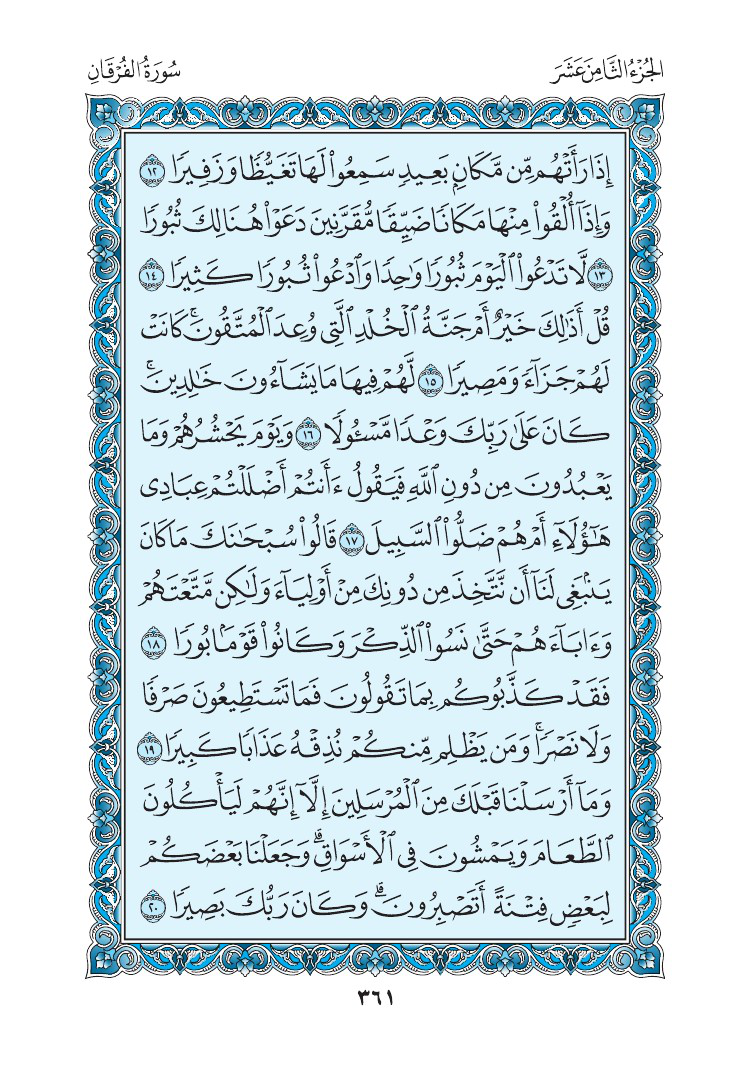 الجُزْءُ الثَّامِنَ عَشَرَ
سُورَةُ الفُرْقَانِ
إِذَا رَأَتْهُم مِّن مَّكَانِۭ بَعِيدٖ سَمِعُواْ لَهَا تَغَيُّظٗا وَزَفِيرٗا ١٢
وَإِذَآ أُلْقُواْ مِنْهَا مَكَانٗا ضَيِّقٗا مُّقَرَّنِينَ دَعَوْاْ هُنَالِكَ ثُبُورٗا
١٣ لَّا تَدْعُواْ ٱلْيَوْمَ ثُبُورٗا وَٰحِدٗا وَٱدْعُواْ ثُبُورٗا كَثِيرٗا ١٤
قُلْ أَذَٰلِكَ خَيْرٌ أَمْ جَنَّةُ ٱلْخُلْدِ ٱلَّتِي وُعِدَ ٱلْمُتَّقُونَۚ كَانَتْ
لَهُمْ جَزَآءٗ وَمَصِيرٗا ١٥ لَّهُمْ فِيهَا مَا يَشَآءُونَ خَٰلِدِينَۚ
كَانَ عَلَىٰ رَبِّكَ وَعْدٗا مَّسْـُٔولٗا ١٦ وَيَوْمَ يَحْشُرُهُمْ وَمَا
يَعْبُدُونَ مِن دُونِ ٱللَّهِ فَيَقُولُ ءَأَنتُمْ أَضْلَلْتُمْ عِبَادِي
هَٰٓؤُلَآءِ أَمْ هُمْ ضَلُّواْ ٱلسَّبِيلَ ١٧ قَالُواْ سُبْحَٰنَكَ مَا كَانَ
يَنۢبَغِي لَنَآ أَن نَّتَّخِذَ مِن دُونِكَ مِنْ أَوْلِيَآءَ وَلَٰكِن مَّتَّعْتَهُمْ
وَءَابَآءَهُمْ حَتَّىٰ نَسُواْ ٱلذِّكْرَ وَكَانُواْ قَوْمَۢا بُورٗا ١٨
فَقَدْ كَذَّبُوكُم بِمَا تَقُولُونَ فَمَا تَسْتَطِيعُونَ صَرْفٗا
وَلَا نَصْرٗاۚ وَمَن يَظْلِم مِّنكُمْ نُذِقْهُ عَذَابٗا كَبِيرٗا ١٩
وَمَآ أَرْسَلْنَا قَبْلَكَ مِنَ ٱلْمُرْسَلِينَ إِلَّآ إِنَّهُمْ لَيَأْكُلُونَ
ٱلطَّعَامَ وَيَمْشُونَ فِي ٱلْأَسْوَاقِۗ وَجَعَلْنَا بَعْضَكُمْ
لِبَعْضٖ فِتْنَةً أَتَصْبِرُونَۗ وَكَانَ رَبُّكَ بَصِيرٗا ٢٠
٣٦١